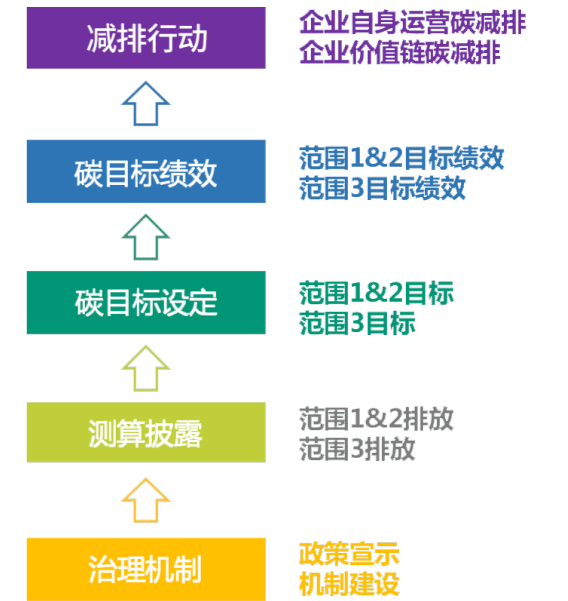 减排行动
企业自身运营碳减排
企业价值链碳减排
碳目标绩效
范围1&2目标绩效
范围3目标绩效
碳目标设定
范围1&2目标
范围3目标
测算披露
范围1&2排放
范围3排放
治理机制
政策宣示
机制建设